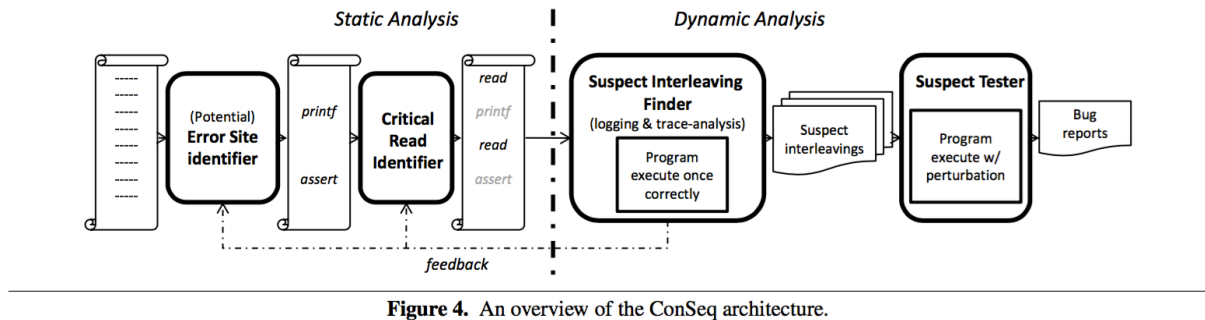 Static Analysis
Dynamic Analysis
-----
-----
-----
-----
-----
-----
-----
-----
(Potential)
Error Site
identifier
printf
assert
Critical
Read
Identifier
read
printf
read
assert
Suspect Interleaving
Finder
(logging & trace-analysis)
Program
execute once
correctly
Suspect
interleavings
Suspect Tester
Program
execute w/
perturbation
Bug
reports
feedback
Figure 4. An overview of the ConSeq architecture.